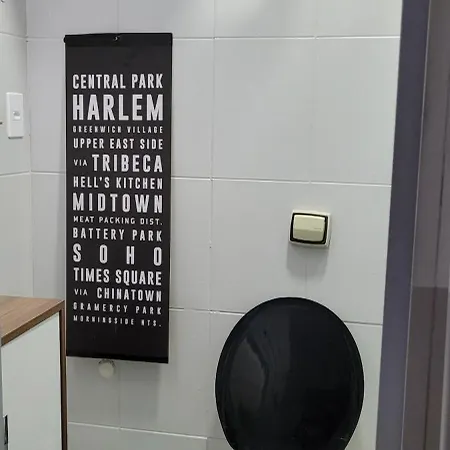 CENTRAL PARK
HARLEM
GREENWICH VILLAGE
UPPER EAST SIDE
VIA TRIBECA
HELL'S KITCHEN
MIDTOWN
MEAT PACKING DIST.
BATTERY PARK
SOHO
TIMES SQUARE
VIA CHINATOWN
GRAMERCY PARK
MORNINGSIDE HTS.